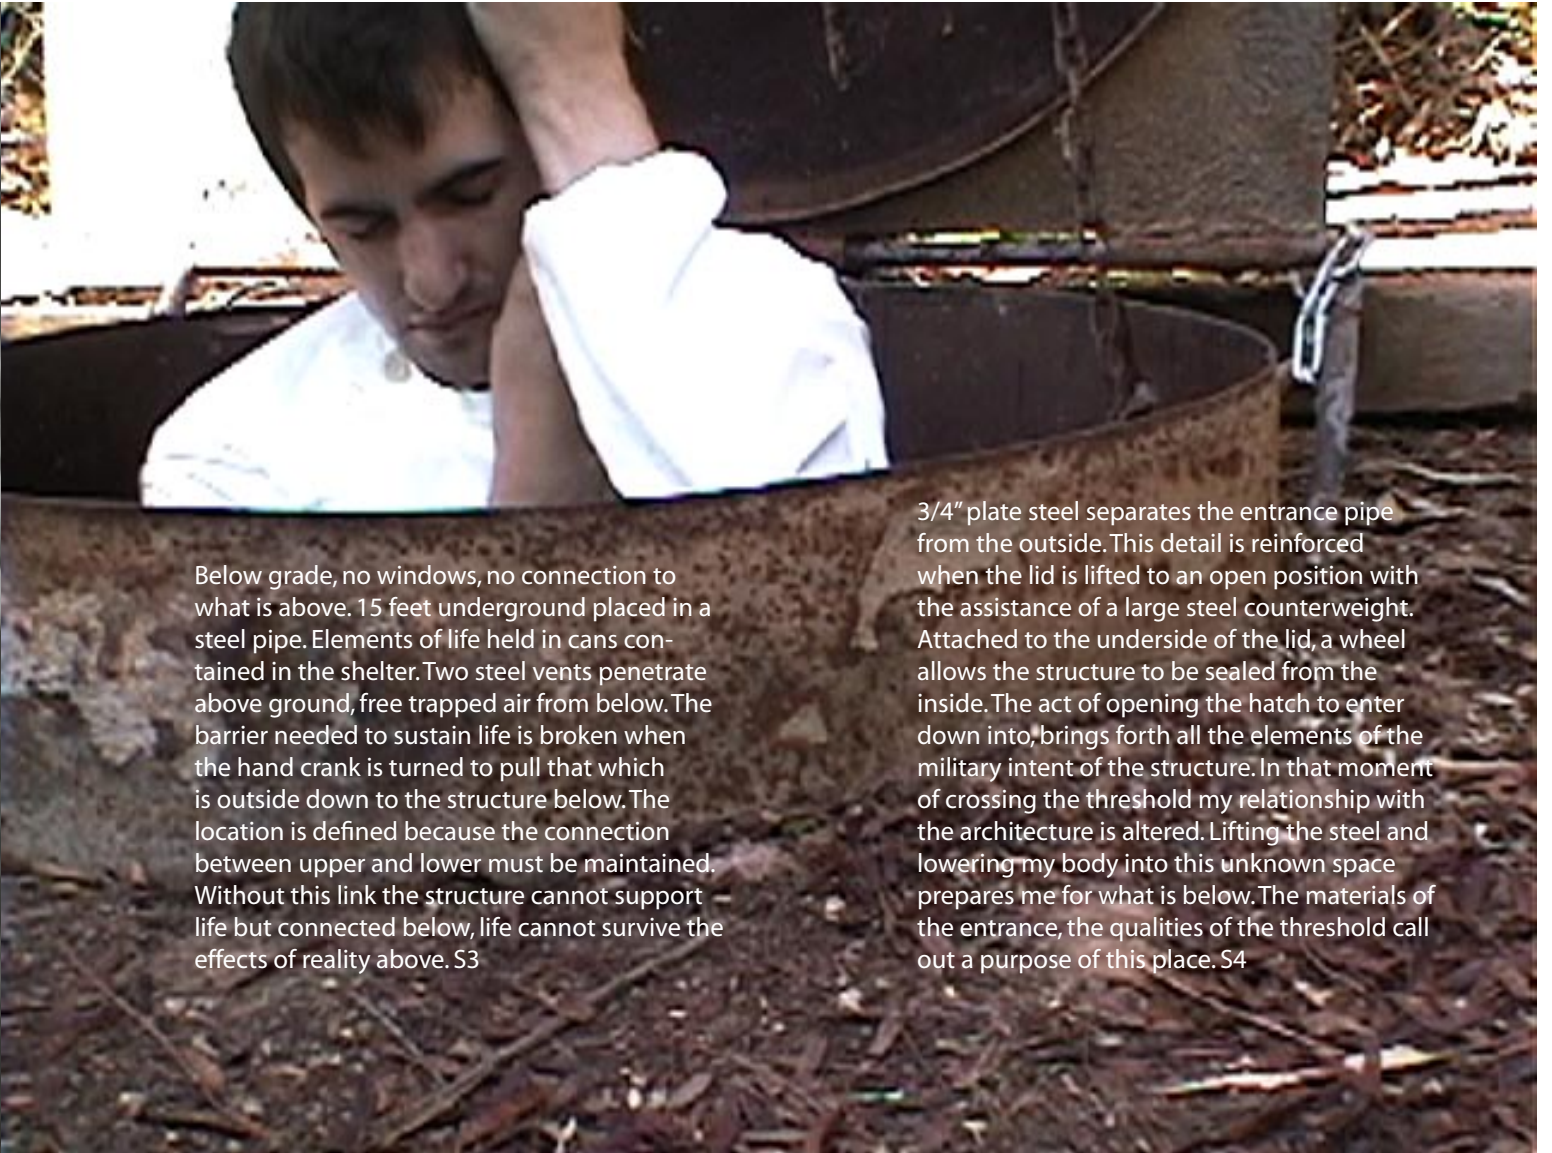 Below grade, no windows, no connection to
what is above. 15 feet underground placed in a
steel pipe. Elements of life held in cans con-
tained in the shelter. Two steel vents penetrate
above ground, free trapped air from below. The
barrier needed to sustain life is broken when
the hand crank is turned to pull that which
is outside down to the structure below. The
location is defined because the connection
between upper and lower must be maintained.
Without this link the structure cannot support
life but connected below, life cannot survive the
effects of reality above. S3
3/4” plate steel separates the entrance pipe
from the outside. This detail is reinforced
when the lid is lifted to an open position with
the assistance of a large steel counterweight.
Attached to the underside of the lid, a wheel
allows the structure to be sealed from the
inside. The act of opening the hatch to enter
down into, brings forth all the elements of the
military intent of the structure. In that moment
of crossing the threshold my relationship with
the architecture is altered. Lifting the steel and
lowering my body into this unknown space
prepares me for what is below. The materials of
the entrance, the qualities of the threshold call
out a purpose of this place. S4